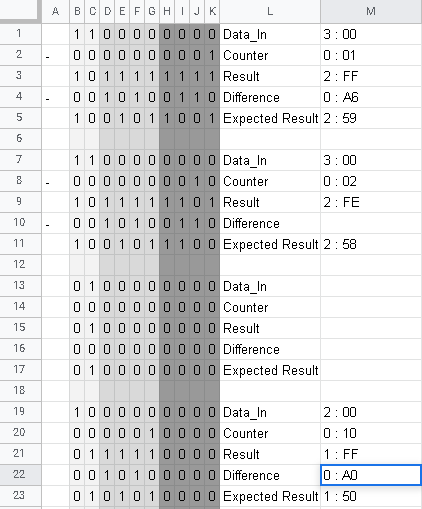 A B C D E F G H I J K L M
1 1 1 0 0 0 0 0 0 0 0 Data_In 3 : 00
2 - 0 0 0 0 0 0 0 0 0 1 Counter 0 : 01
3 1 0 1 1 1 1 1 1 1 1 Result 2 : FF
4 - 0 0 1 0 1 0 0 1 1 0 Difference 0 : A6
5 1 0 0 1 0 1 1 0 0 1 Expected Result 2 : 59
6
7 1 1 0 0 0 0 0 0 0 0 Data_In 3 : 00
8 - 0 0 0 0 0 0 0 0 1 0 Counter 0 : 02
9 1 0 1 1 1 1 1 1 0 1 Result 2 : FE
10 - 0 0 1 0 1 0 0 1 1 0 Difference
11 1 0 0 1 0 1 1 1 0 0 Expected Result 2 : 58
12
13 0 1 0 0 0 0 0 0 0 0 Data_In
14 0 0 0 0 0 0 0 0 0 0 Counter
15 0 1 0 0 0 0 0 0 0 0 Result
16 0 0 0 0 0 0 0 0 0 0 Difference
17 0 1 0 0 0 0 0 0 0 0 Expected Result
18
19 1 0 0 0 0 0 0 0 0 0 Data_In 2 : 00
20 0 0 0 0 0 1 0 0 0 0 Counter 0 : 10
21 0 1 1 1 1 1 0 0 0 0 Result 1 : FF
22 0 0 1 0 1 0 0 0 0 0 Difference 0 : A0
23 0 1 0 1 0 1 0 0 0 0 Expected Result 1 : 50